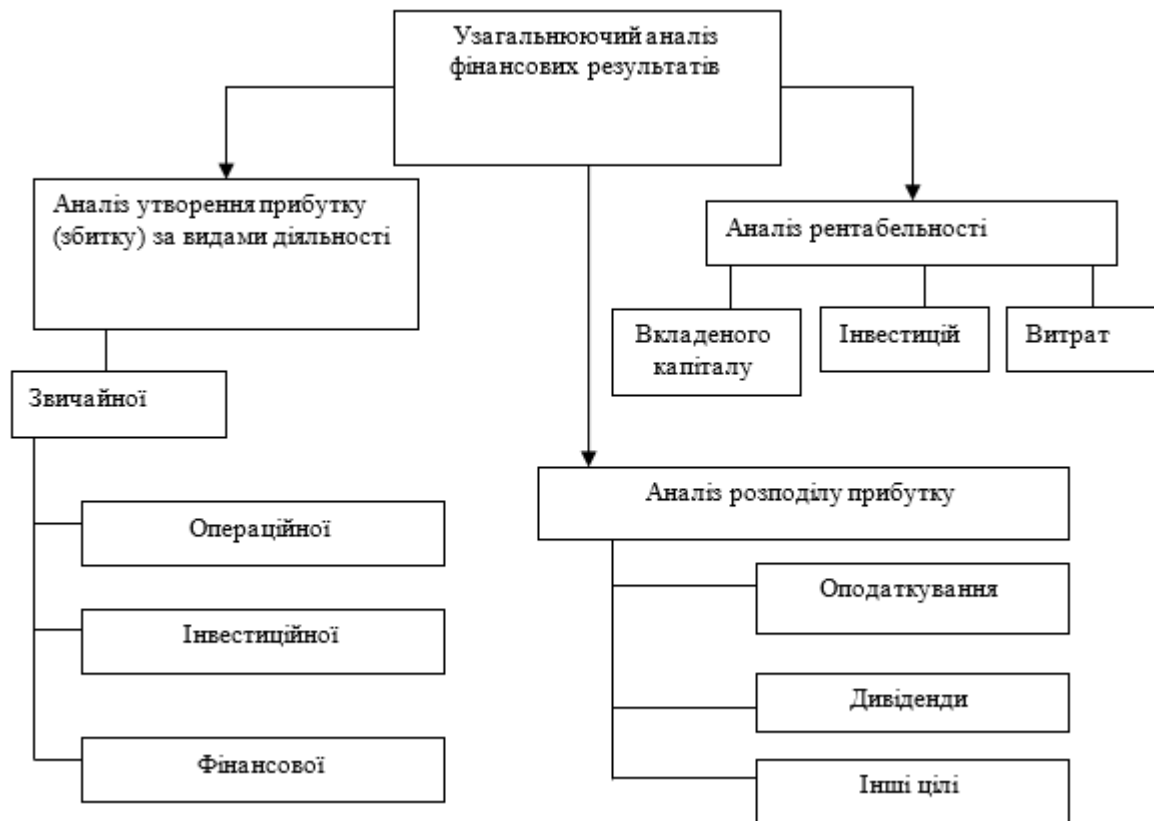 Узагальнюючий аналіз
фінансових результатів
Аналіз утворення прибутку
(збитку) за видами діяльності
Аналіз рентабельності
Вкладеного
капіталу
Інвестицій
Витрат
Звичайної
Операційної
Інвестиційної
Фінансової
Аналіз розподілу прибутку
Оподаткування
Дивіденди
Інші цілі